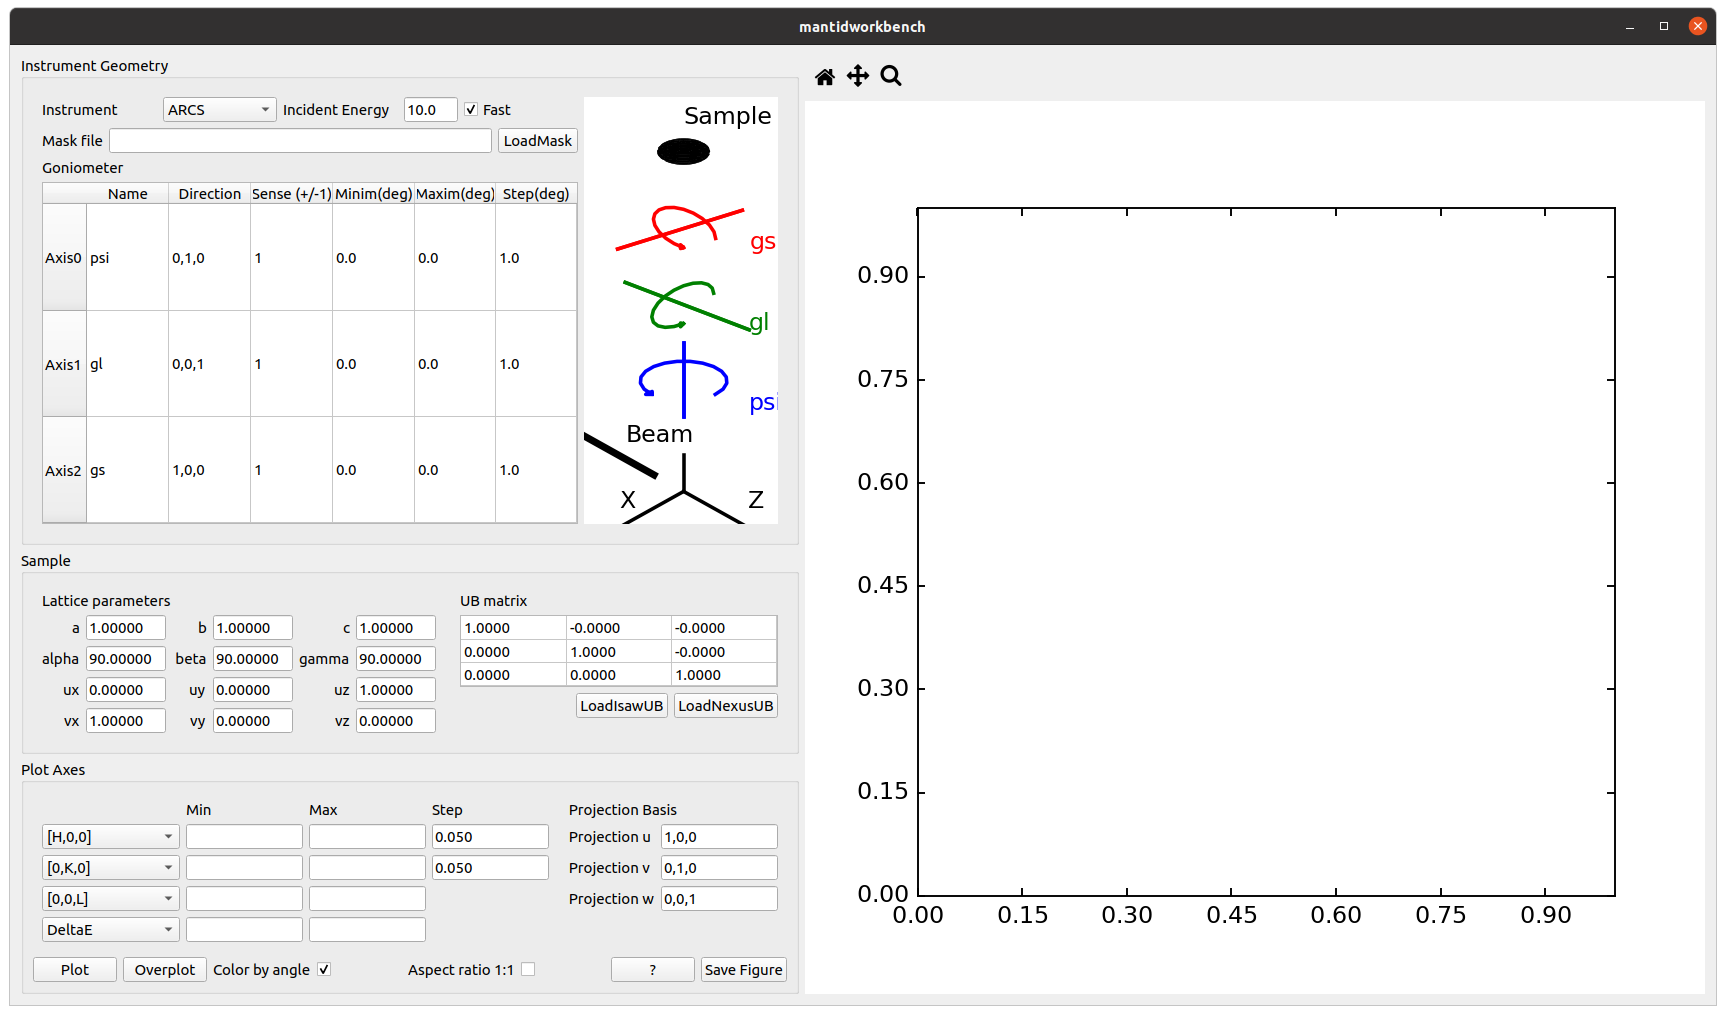 mantidworkbench
Instrument Geometry
Instrument ARCS Incident Energy 10.0 Fast
Mask file LoadMask
Goniometer
Name Direction Sense (+/-1) Minim(deg) Maxim(deg) Step(deg)
Axis0 psi 0,1,0 1 0.0 0.0 1.0
Axis1 gl 0,0,1 1 0.0 0.0 1.0
Axis2 gs 1,0,0 1 0.0 0.0 1.0
Sample
gs
gl
psi
Beam
X Z
Sample
Lattice parameters
a 1.00000 b 1.00000 c 1.00000
alpha 90.00000 beta 90.00000 gamma 90.00000
ux 0.00000 uy 0.00000 uz 1.00000
vx 1.00000 vy 0.00000 vz 0.00000
UB matrix
1.0000 -0.0000 -0.0000
0.0000 1.0000 -0.0000
0.0000 0.0000 1.0000
LoadIsawUB LoadNexusUB
Plot Axes
Min Max Step Projection Basis
[H,0,0] 0.050 Projection u 1,0,0
[0,K,0] 0.050 Projection v 0,1,0
[0,0,L] Projection w 0,0,1
DeltaE
Plot Overplot Color by angle Aspect ratio 1:1 ? Save Figure
0.90
0.75
0.60
0.45
0.30
0.15
0.00
0.00 0.15 0.30 0.45 0.60 0.75 0.90